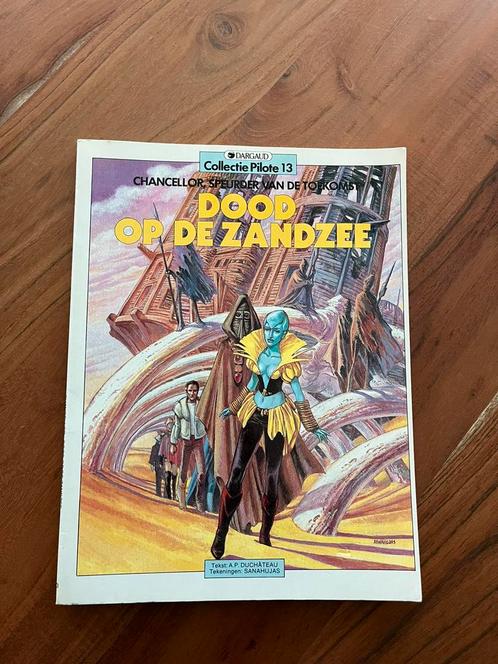 DARGAUD
Collectie Pilote 13
CHANCELLOR, SPEURDER VAN DE TOEKOMST
DOOD
OP DE ZANDZEE
Tekst: A.P. DUCHÂTEAU
Tekeningen: SANAHUJAS